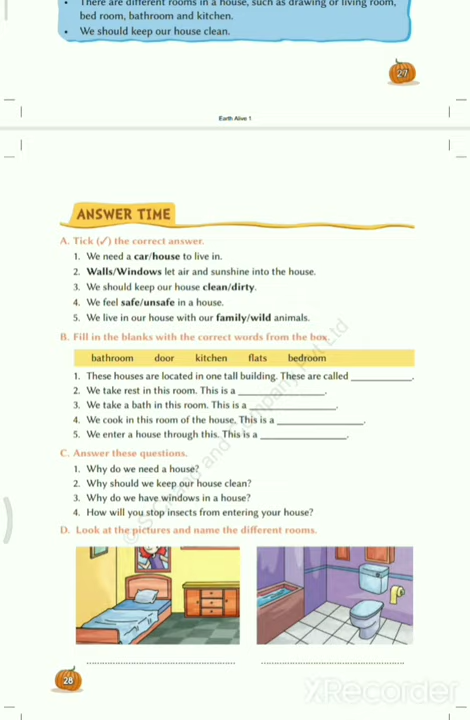 • There are different rooms in a house, such as drawing or living room,
bed room, bathroom and kitchen.
• We should keep our house clean.
27
Earth Alive 1
ANSWER TIME
A. Tick (✓) the correct answer.
1. We need a car/house to live in.
2. Walls/Windows let air and sunshine into the house.
3. We should keep our house clean/dirty.
4. We feel safe/unsafe in a house.
5. We live in our house with our family/wild animals.
B. Fill in the blanks with the correct words from the box.
bathroom door kitchen flats bedroom
1. These houses are located in one tall building. These are called ____________.
2. We take rest in this room. This is a _________________.
3. We take a bath in this room. This is a _________________.
4. We cook in this room of the house. This is a _________________.
5. We enter a house through this. This is a _________________.
C. Answer these questions.
1. Why do we need a house?
2. Why should we keep our house clean?
3. Why do we have windows in a house?
4. How will you stop insects from entering your house?
D. Look at the pictures and name the different rooms.
28
XRecorder